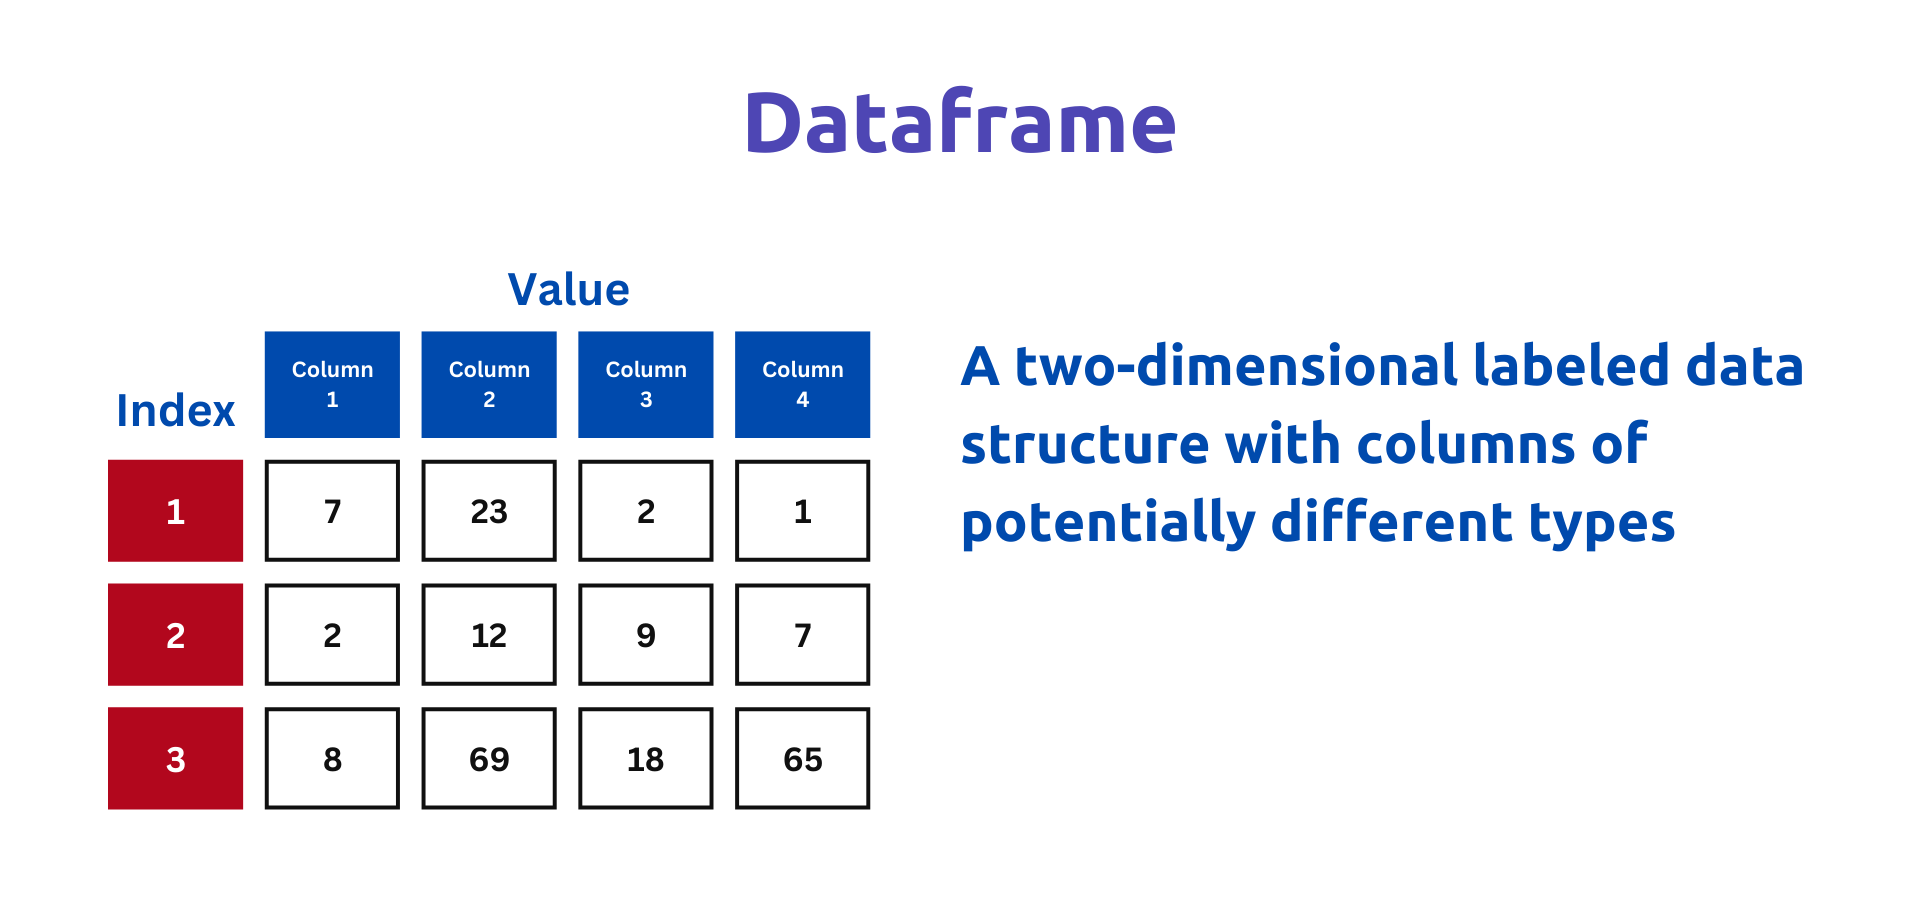 Dataframe
Value
Column Column Column Column
1 2 3 4
Index
1 7 23 2 1
2 2 12 9 7
3 8 69 18 65
A two-dimensional labeled data
structure with columns of
potentially different types